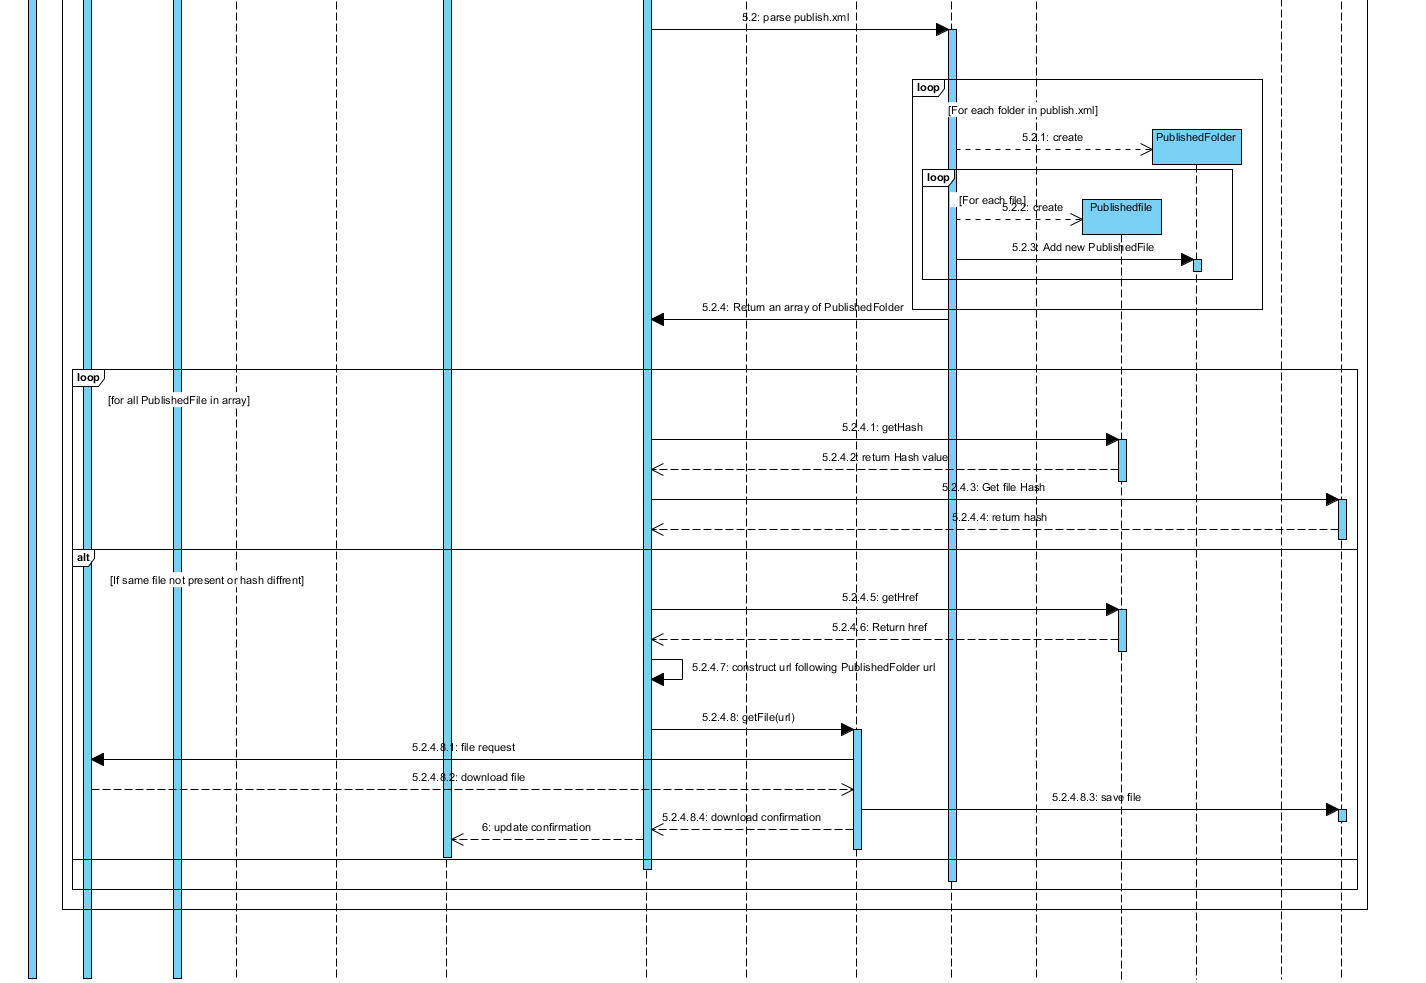 5.2: parse publish.xml
loop
[For each folder in publish.xml]
5.2.1: create
PublishedFolder
loop
[For each file]
5.2.2: create
Publishedfile
5.2.3: Add new PublishedFile
5.2.4: Return an array of PublishedFolder
loop
[for all PublishedFile in array]
5.2.4.1: getHash
5.2.4.2: return Hash value
5.2.4.3: Get file Hash
5.2.4.4: return hash
alt
[If same file not present or hash diffrent]
5.2.4.5: getHref
5.2.4.6: Return href
5.2.4.7: construct url following PublishedFolder url
5.2.4.8: getFile(url)
5.2.4.8.1: file request
5.2.4.8.2: download file
5.2.4.8.3: save file
5.2.4.8.4: download confirmation
6: update confirmation